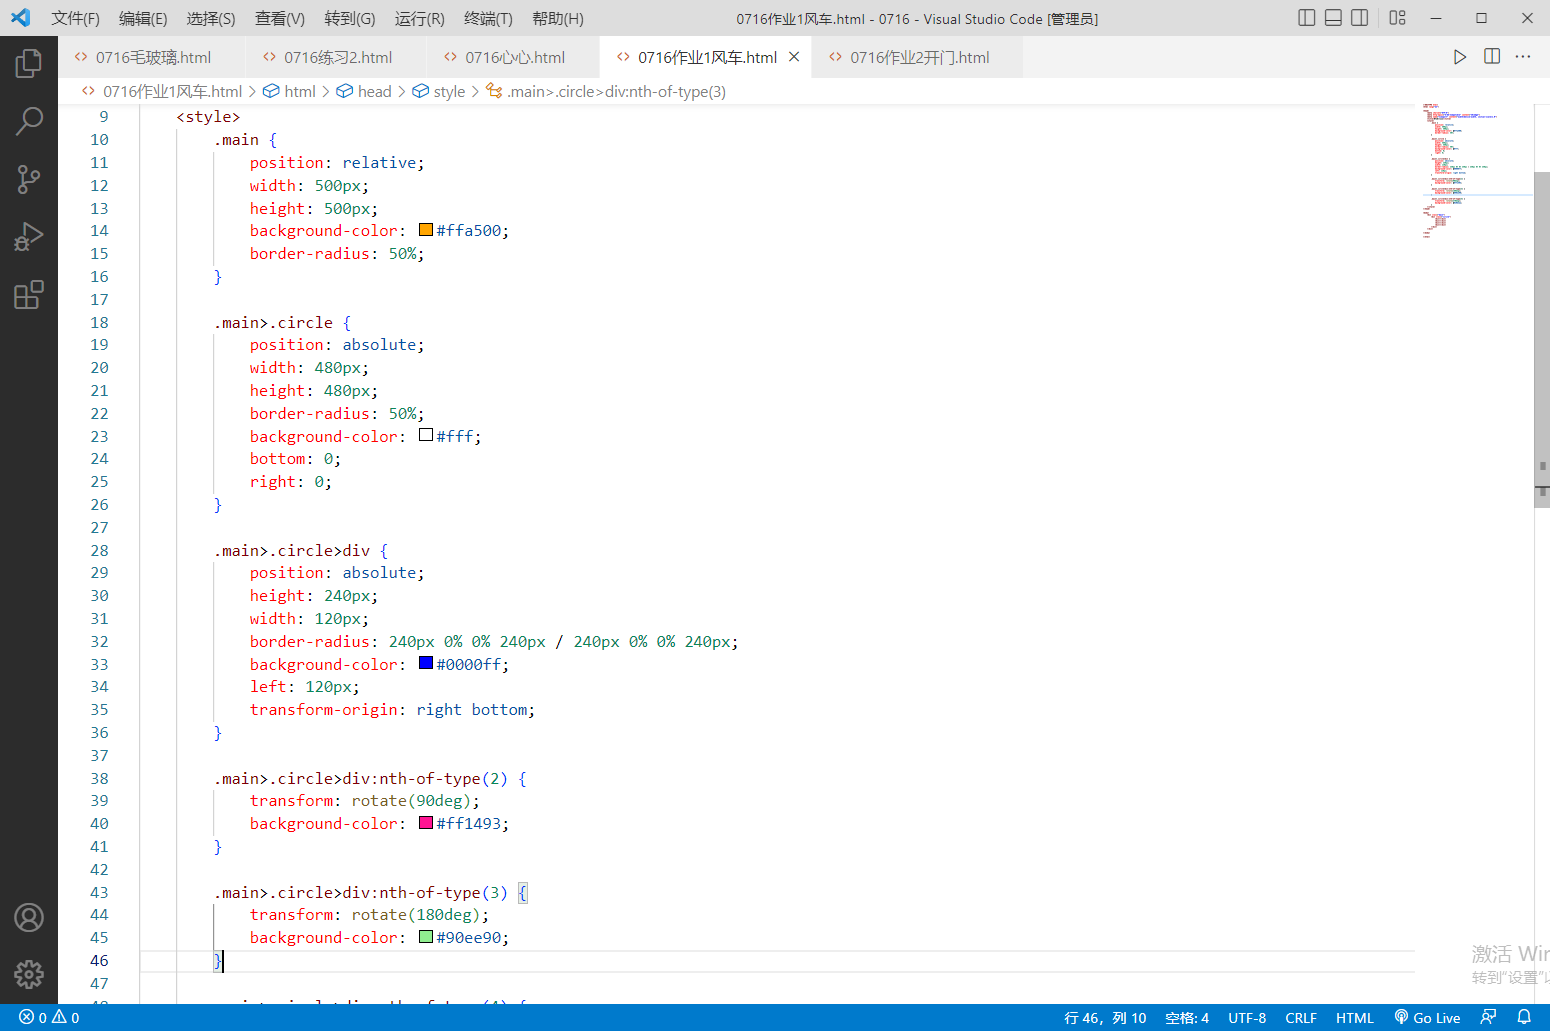 文件(F) 编辑(E) 选择(S) 查看(V) 转到(G) 运行(R) 终端(T) 帮助(H) 0716作业1风车.html - 0716 - Visual Studio Code [管理员]
0716毛玻璃.html 0716练习2.html 0716心心.html 0716作业1风车.html 0716作业2开门.html
0716作业1风车.html > html > head > style > .main>.circle>div:nth-of-type(3)
9 <style>
10 .main {
11 position: relative;
12 width: 500px;
13 height: 500px;
14 background-color: #ffa500;
15 border-radius: 50%;
16 }
17
18 .main>.circle {
19 position: absolute;
20 width: 480px;
21 height: 480px;
22 border-radius: 50%;
23 background-color: #fff;
24 bottom: 0;
25 right: 0;
26 }
27
28 .main>.circle>div {
29 position: absolute;
30 height: 240px;
31 width: 120px;
32 border-radius: 240px 0% 0% 240px / 240px 0% 0% 240px;
33 background-color: #0000ff;
34 left: 120px;
35 transform-origin: right bottom;
36 }
37
38 .main>.circle>div:nth-of-type(2) {
39 transform: rotate(90deg);
40 background-color: #ff1493;
41 }
42
43 .main>.circle>div:nth-of-type(3) {
44 transform: rotate(180deg);
45 background-color: #90ee90;
46 }
47
激活 Win
转到"设置"以
0 0 行 46，列 10 空格: 4 UTF-8 CRLF HTML Go Live